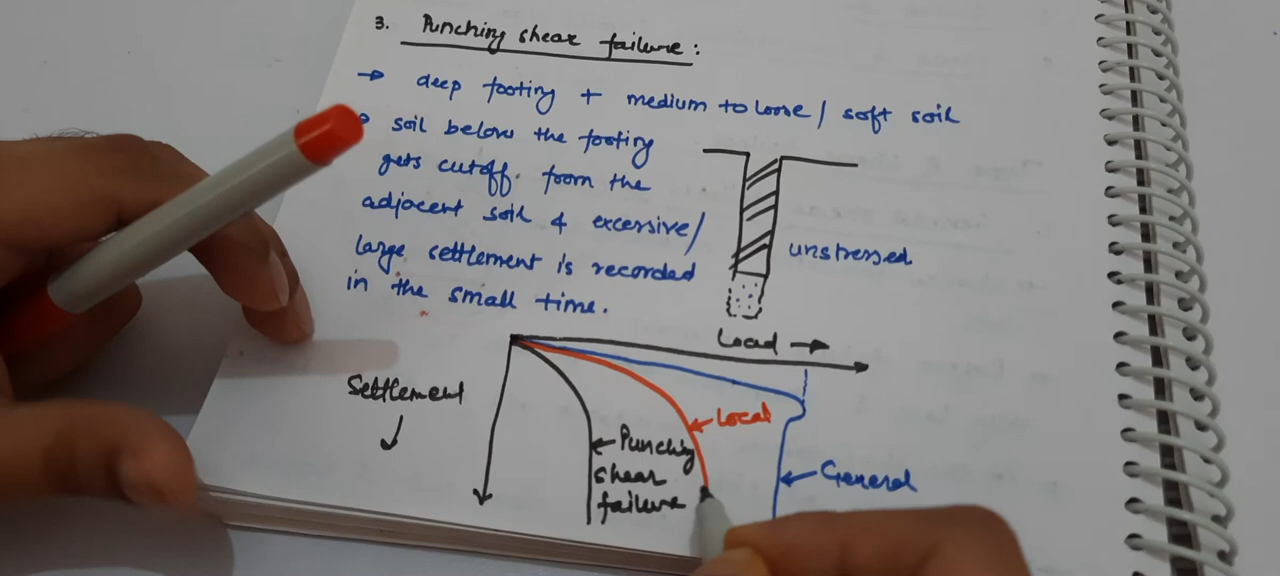 3. Punching shear failure:
→ deep footing + medium to loose / soft soil
soil below the footing
gets cutoff. from the
adjacent soil & excessive/
large settlement is recorded
in the small time.
unstressed
Load →
Settlement
↓
Local
Punching
shear
failure
General